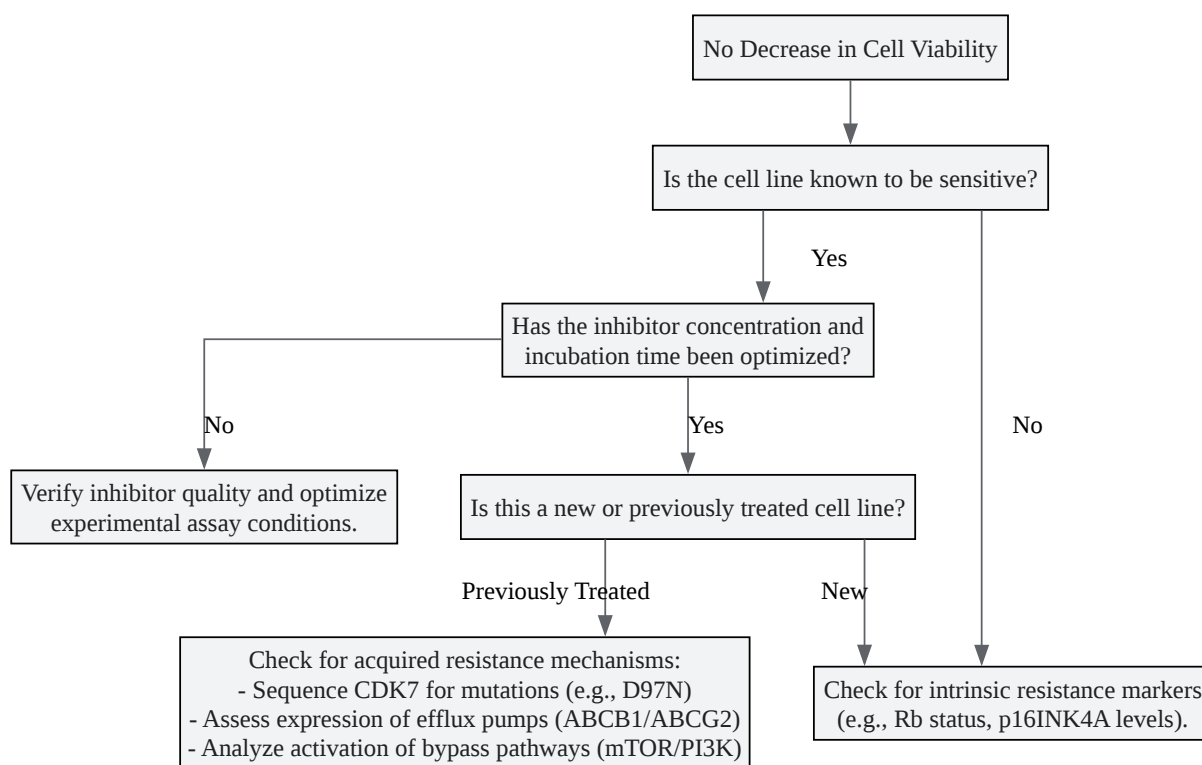 No Decrease in Cell Viability
Is the cell line known to be sensitive?
Yes
Has the inhibitor concentration and
incubation time been optimized?
No
Yes
No
Verify inhibitor quality and optimize
experimental assay conditions.
Is this a new or previously treated cell line?
Previously Treated
New
Check for acquired resistance mechanisms:
- Sequence CDK7 for mutations (e.g., D97N)
- Assess expression of efflux pumps (ABCB1/ABCG2)
- Analyze activation of bypass pathways (mTOR/PI3K)
Check for intrinsic resistance markers
(e.g., Rb status, p16INK4A levels).